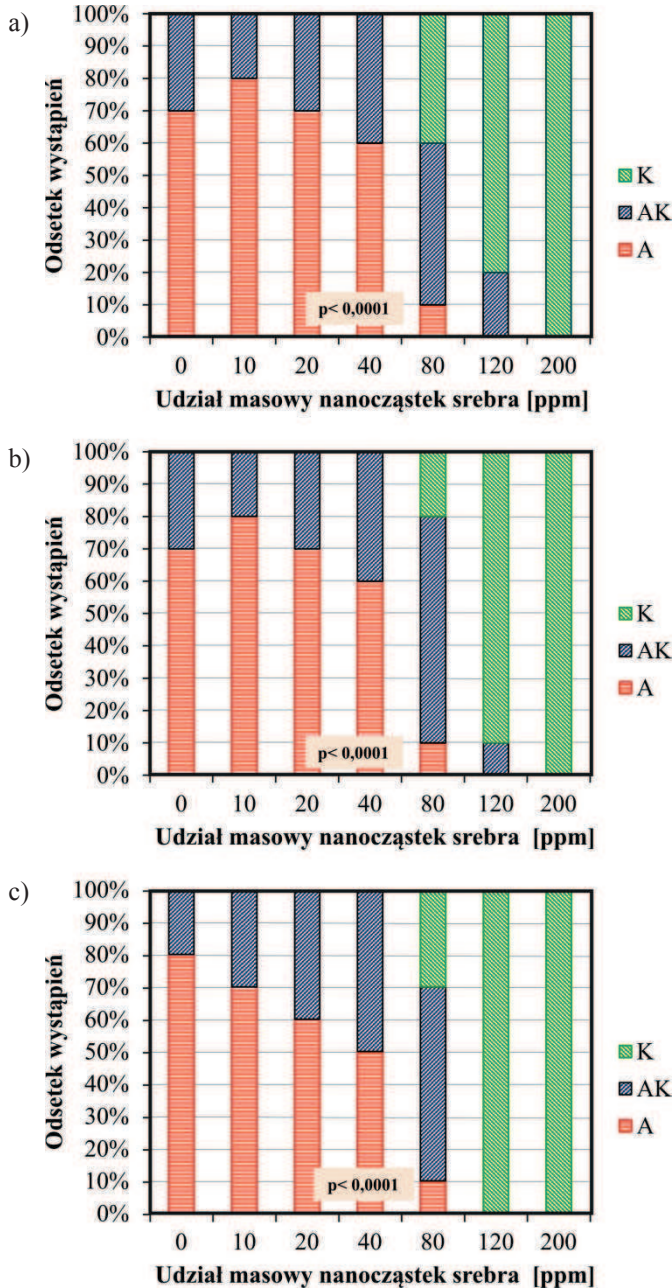 a)
100%
90%
80%
70%
60%
50%
40%
30%
20%
10%
0%
Odsetek wystąpień
p< 0,0001
K
AK
A
0 10 20 40 80 120 200
Udział masowy nanocząstek srebra [ppm]
b)
100%
90%
80%
70%
60%
50%
40%
30%
20%
10%
0%
Odsetek wystąpień
p< 0,0001
K
AK
A
0 10 20 40 80 120 200
Udział masowy nanocząstek srebra [ppm]
c)
100%
90%
80%
70%
60%
50%
40%
30%
20%
10%
0%
Odsetek wystąpień
p< 0,0001
K
AK
A
0 10 20 40 80 120 200
Udział masowy nanocząstek srebra [ppm]